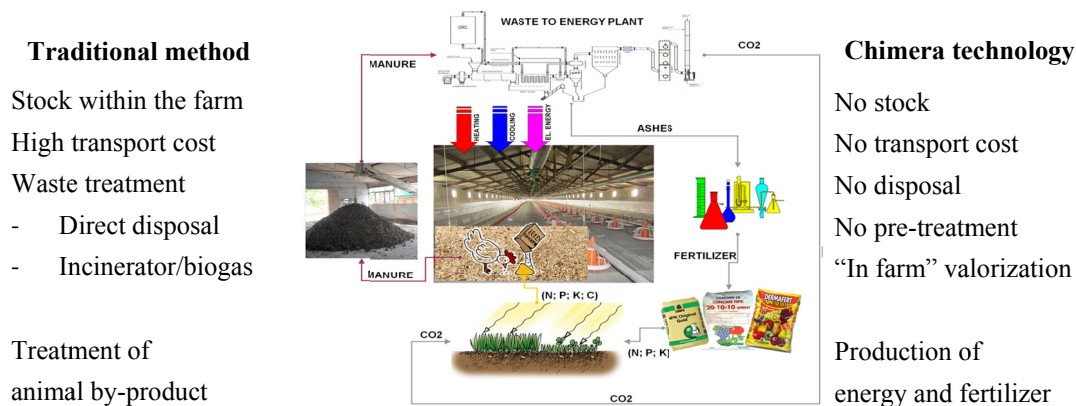 Traditional method
Stock within the farm
High transport cost
Waste treatment
- Direct disposal
- Incinerator/biogas
Treatment of
animal by-product
WASTE TO ENERGY PLANT
ORC
MANURE
CO2
HEATING
COOLING
EL. ENERGY
ASHES
MANURE
FERTILIZER
(N; P; K; C)
20-10-10
DERMAFERT
CO2
(N; P; K)
CO2
Chimera technology
No stock
No transport cost
No disposal
No pre-treatment
“In farm” valorization
Production of
energy and fertilizer